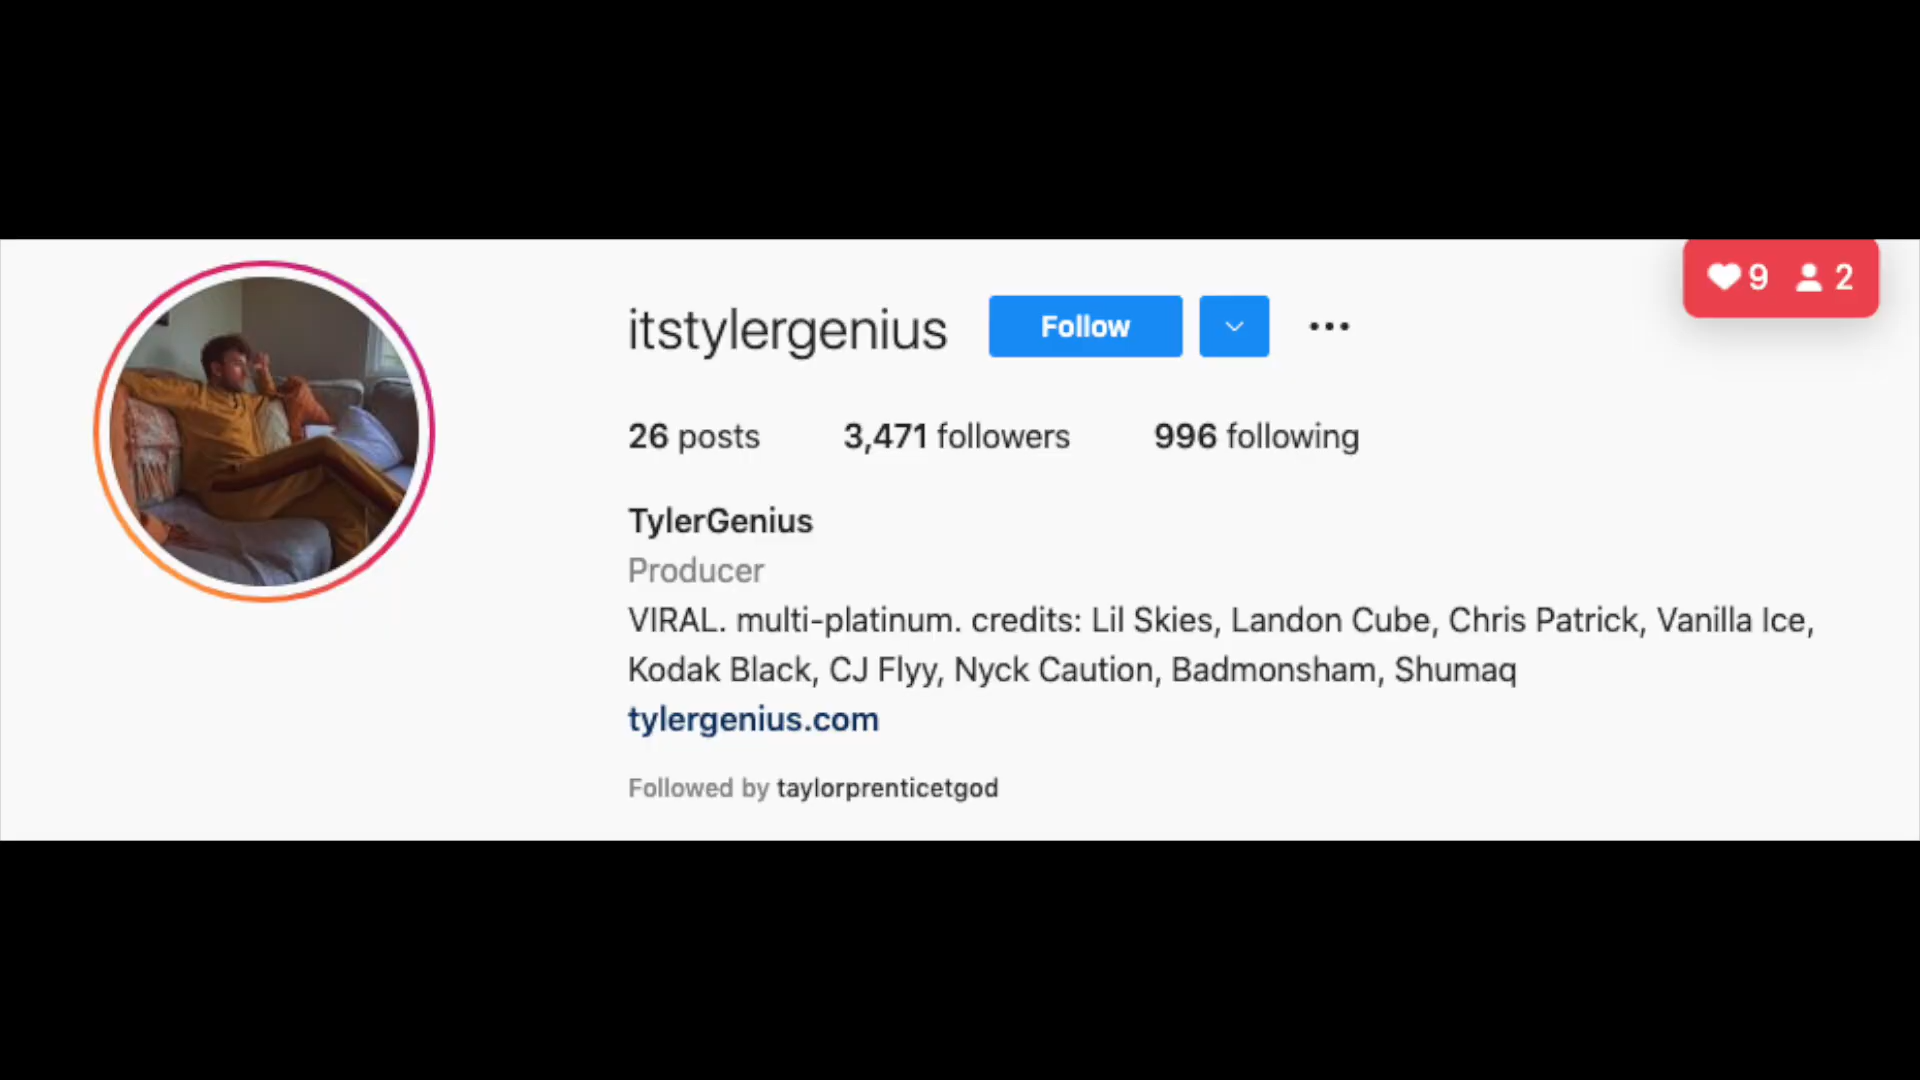 9 2
itstylergenius Follow
26 posts 3,471 followers 996 following
TylerGenius
Producer
VIRAL. multi-platinum. credits: Lil Skies, Landon Cube, Chris Patrick, Vanilla Ice,
Kodak Black, CJ Flyy, Nyck Caution, Badmonsham, Shumaq
tylergenius.com
Followed by taylorprenticetgod